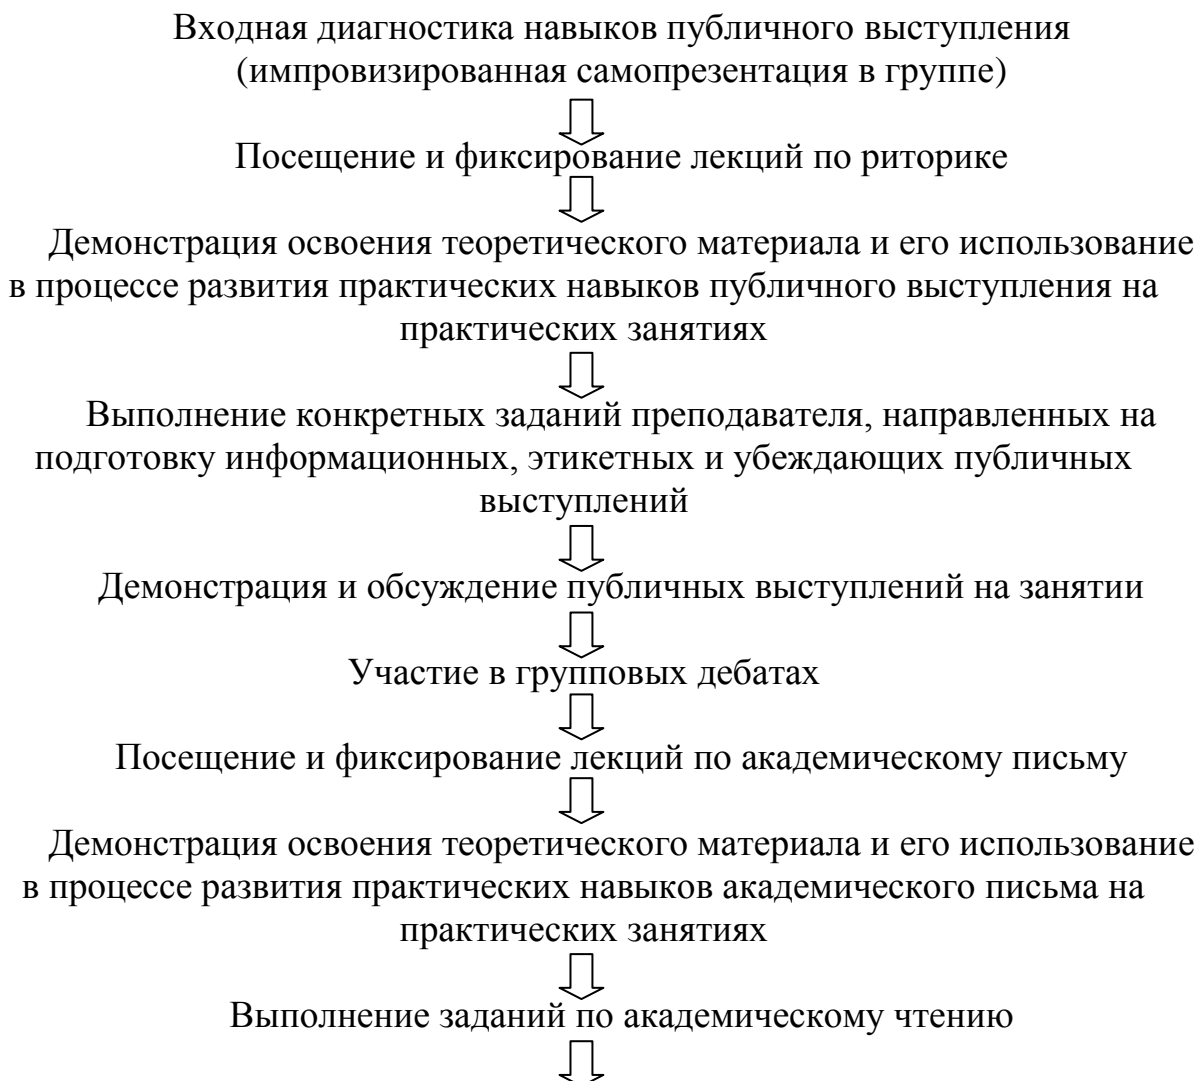 Входная диагностика навыков публичного выступления
(импровизированная самопрезентация в группе)
Посещение и фиксирование лекций по риторике
Демонстрация освоения теоретического материала и его использование
в процессе развития практических навыков публичного выступления на
практических занятиях
Выполнение конкретных заданий преподавателя, направленных на
подготовку информационных, этикетных и убеждающих публичных
выступлений
Демонстрация и обсуждение публичных выступлений на занятии
Участие в групповых дебатах
Посещение и фиксирование лекций по академическому письму
Демонстрация освоения теоретического материала и его использование
в процессе развития практических навыков академического письма на
практических занятиях
Выполнение заданий по академическому чтению